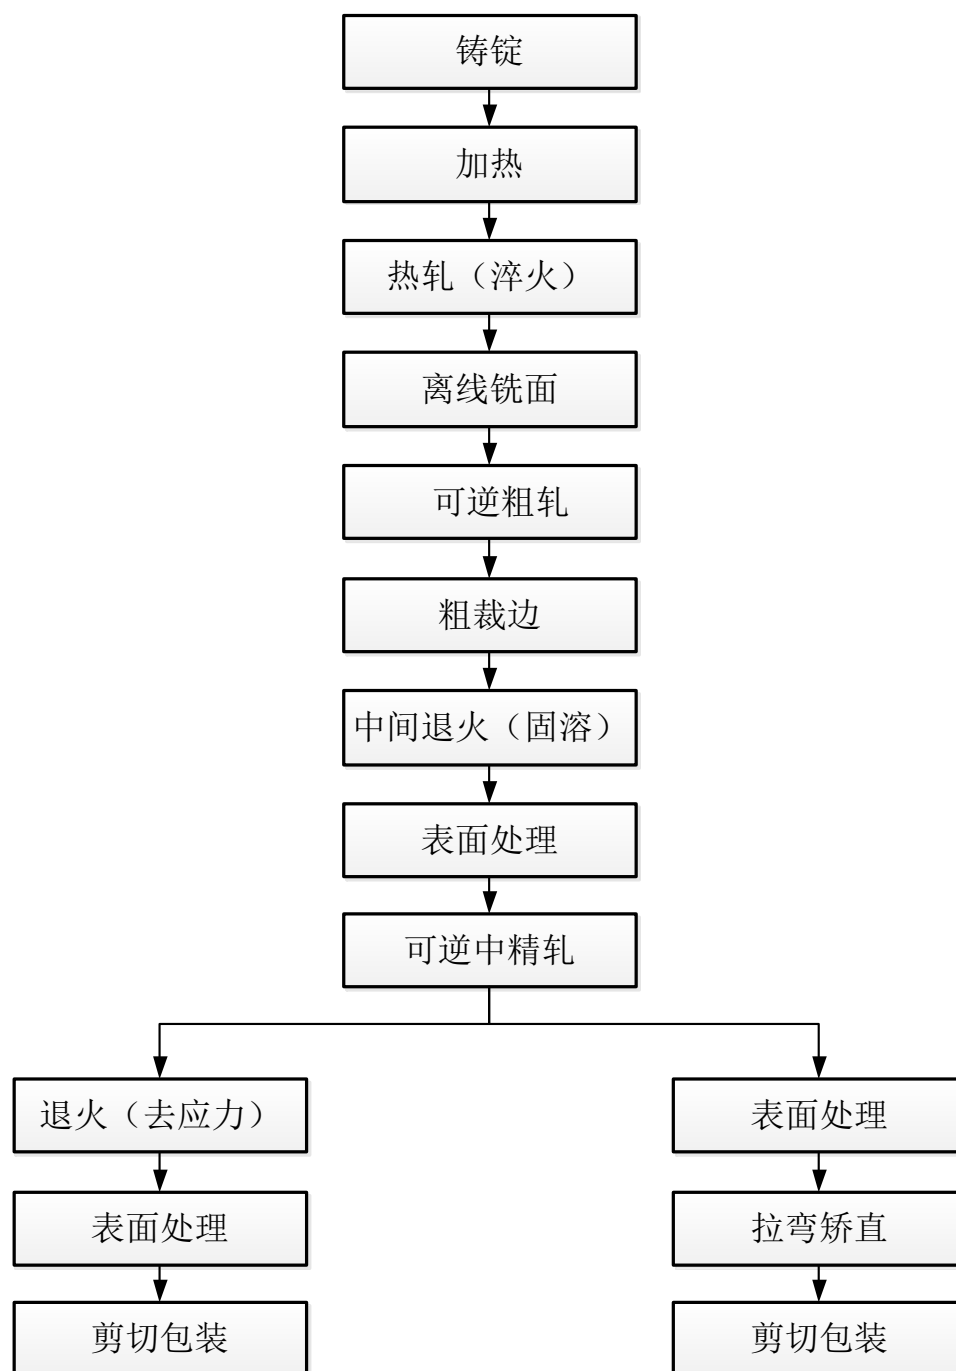 铸锭
加热
热轧（淬火）
离线铣面
可逆粗轧
粗裁边
中间退火（固溶）
表面处理
可逆中精轧
退火（去应力）
表面处理
表面处理
拉弯矫直
剪切包装
剪切包装